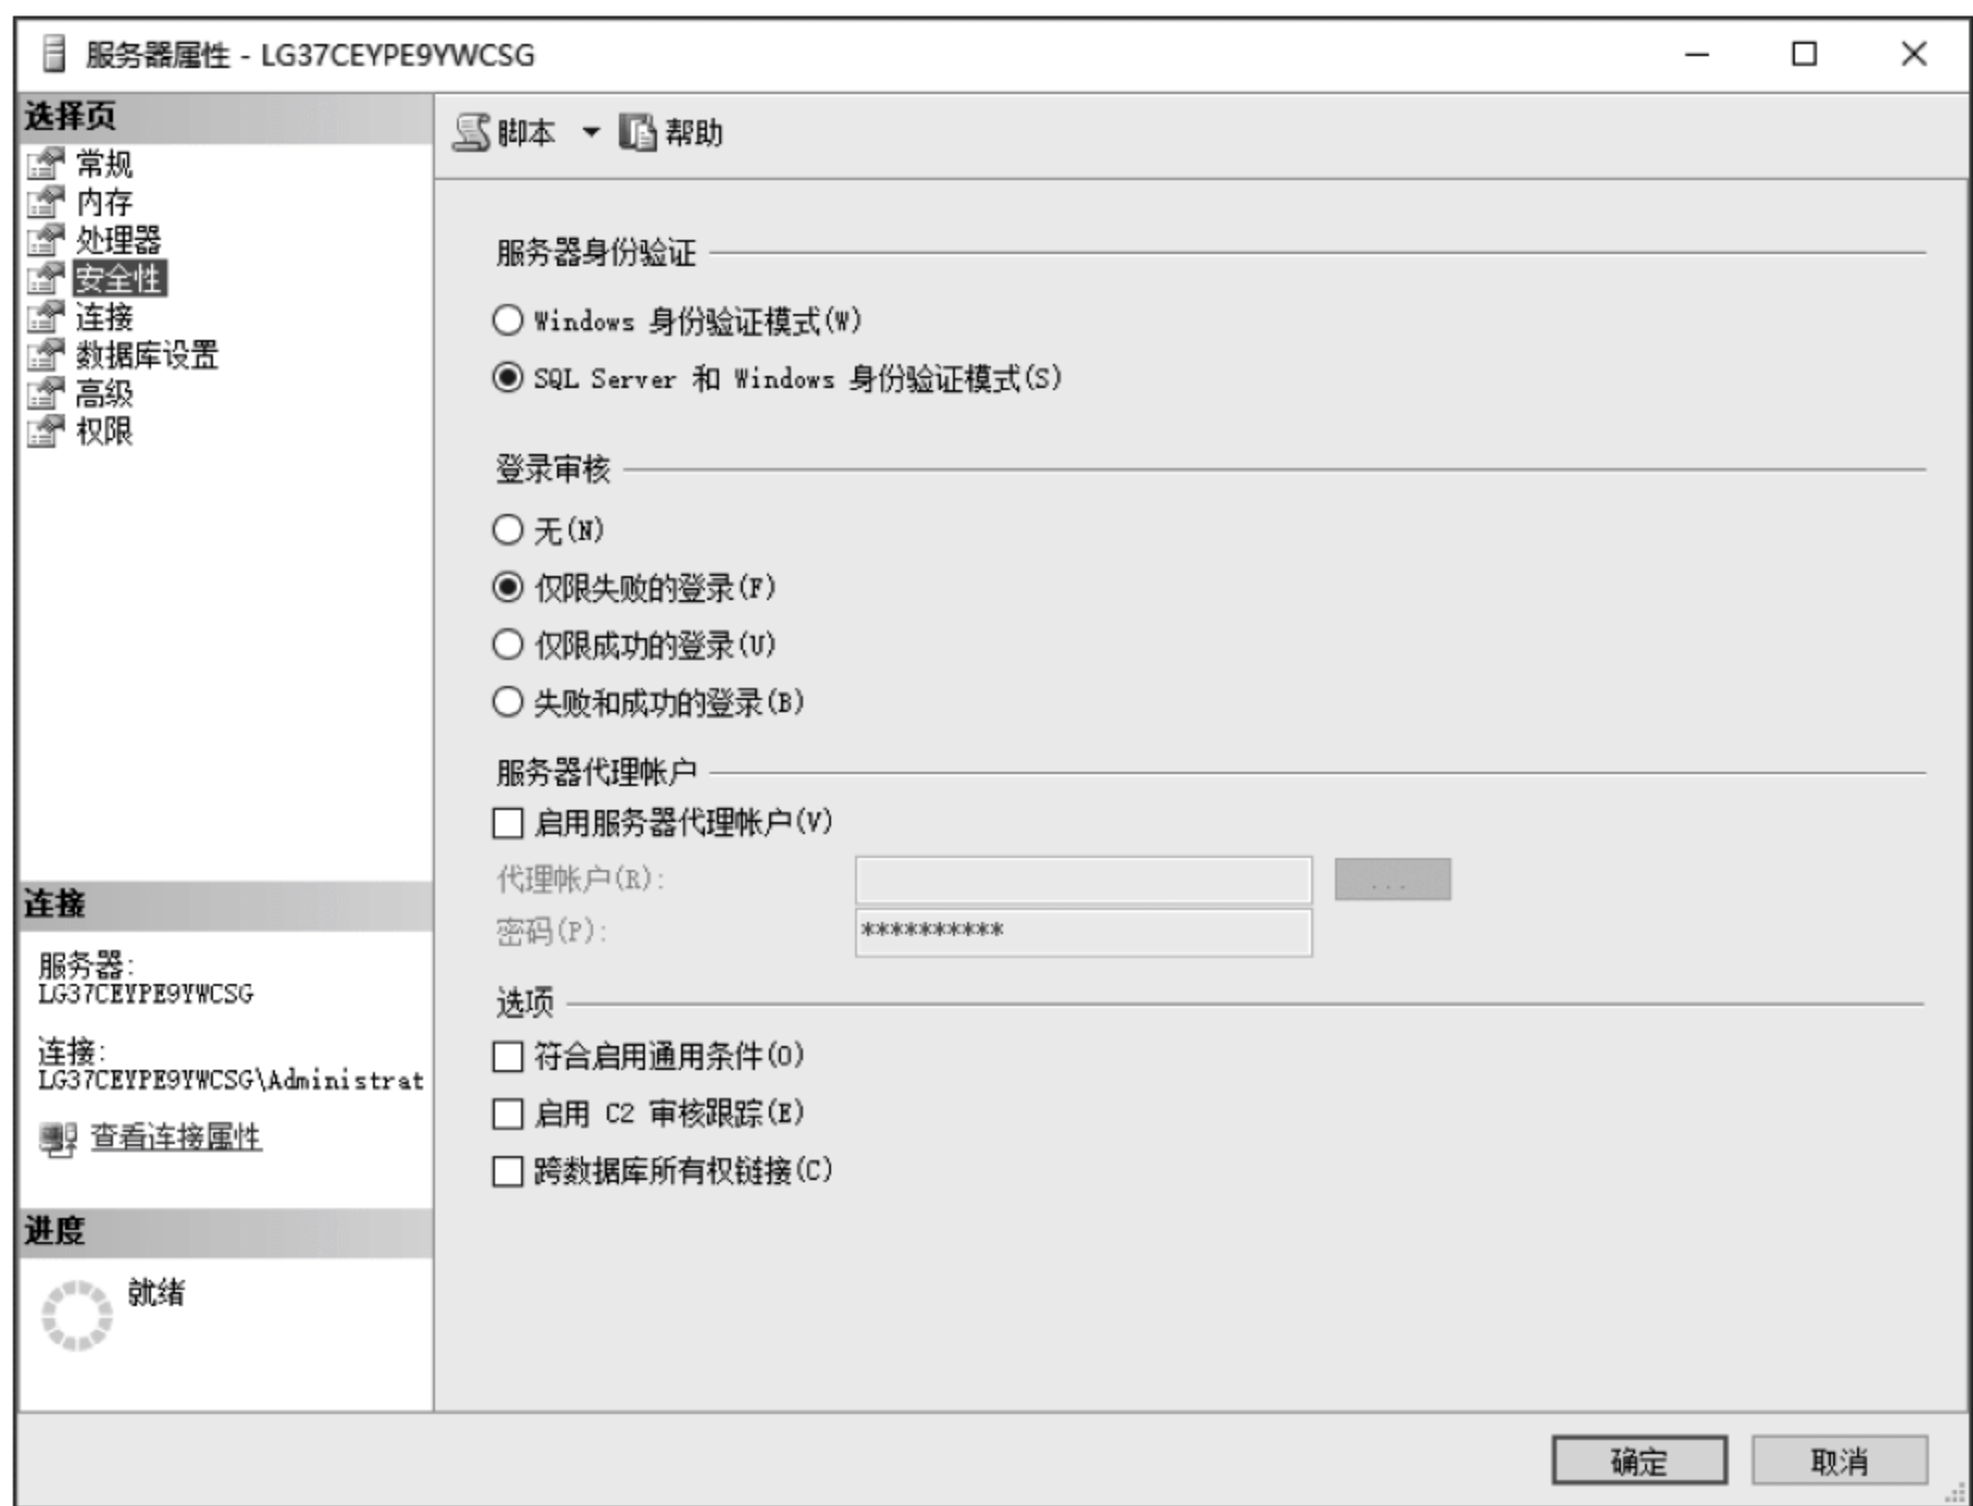 服务器属性 - LG37CEYPE9YWCSG
选择页
常规
内存
处理器
安全性
连接
数据库设置
高级
权限
连接
服务器:
LG37CEYPE9YWCSG
连接:
LG37CEYPE9YWCSG\Administrat
查看连接属性
进度
就绪
脚本 帮助
服务器身份验证
Windows 身份验证模式(W)
SQL Server 和 Windows 身份验证模式(S)
登录审核
无(N)
仅限失败的登录(F)
仅限成功的登录(U)
失败和成功的登录(B)
服务器代理帐户
启用服务器代理帐户(V)
代理帐户(R): ...
密码(P): **********
选项
符合启用通用条件(O)
启用 C2 审核跟踪(E)
跨数据库所有权链接(C)
确定 取消